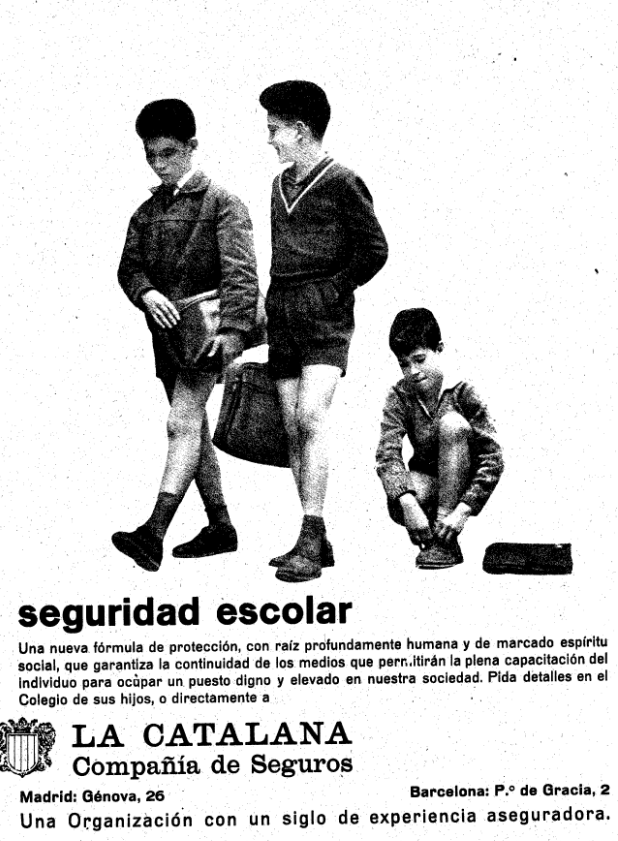 seguridad escolar
Una nueva fórmula de protección, con raíz profundamente humana y de marcado espíritu
social, que garantiza la continuidad de los medios que permitirán la plena capacitación del
individuo para ocupar un puesto digno y elevado en nuestra sociedad. Pida detalles en el
Colegio de sus hijos, o directamente a
LA CATALANA
Compañía de Seguros
Madrid: Génova, 26
Barcelona: P.º de Gracia, 2
Una Organización con un siglo de experiencia aseguradora.